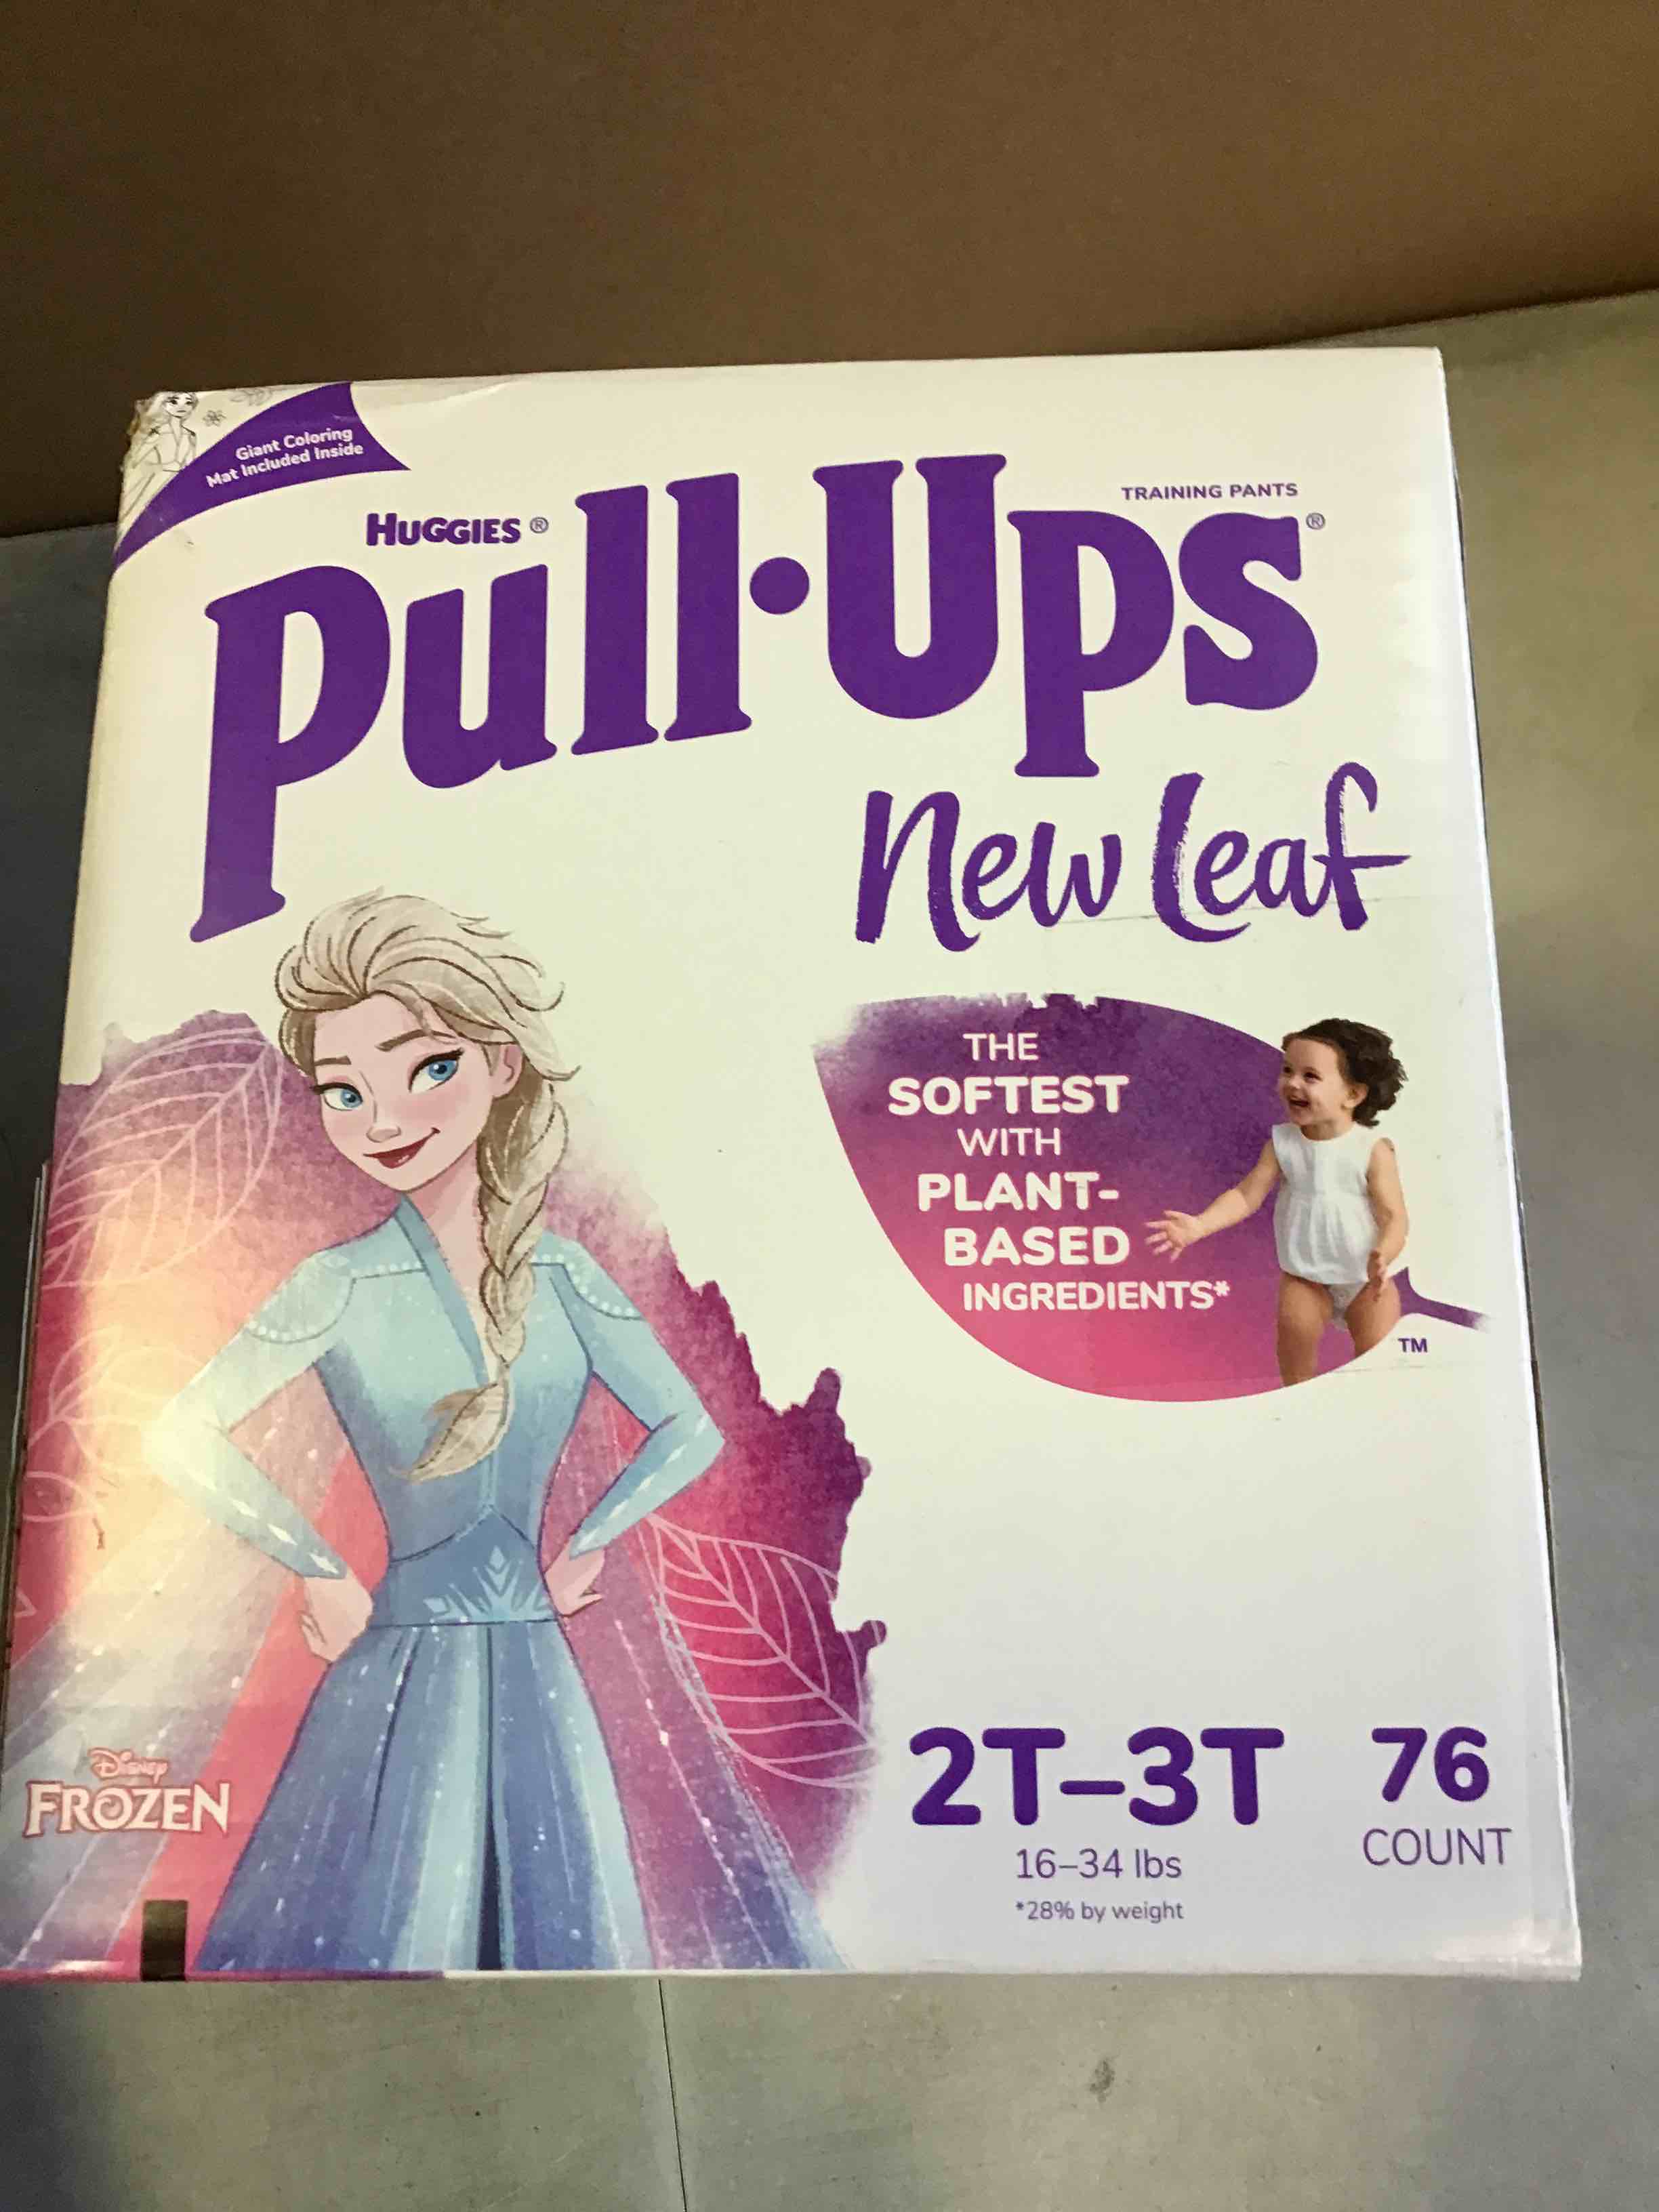 Giant Coloring
Mat Included Inside
HUGGIES®
TRAINING PANTS
Pull·Ups®
New Leaf
THE
SOFTEST
WITH
PLANT-
BASED
INGREDIENTS*
TM
Disney
FROZEN
2T–3T
16–34 lbs
*28% by weight
76
COUNT